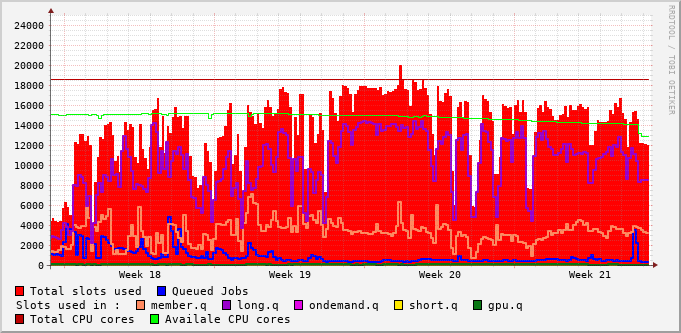 RRDTOOL / TOBI OETIKER
24000
22000
20000
18000
16000
14000
12000
10000
8000
6000
4000
2000
0
Week 18 Week 19 Week 20 Week 21
Total slots used Queued Jobs
Slots used in : member.q long.q ondemand.q short.q gpu.q
Total CPU cores Availale CPU cores